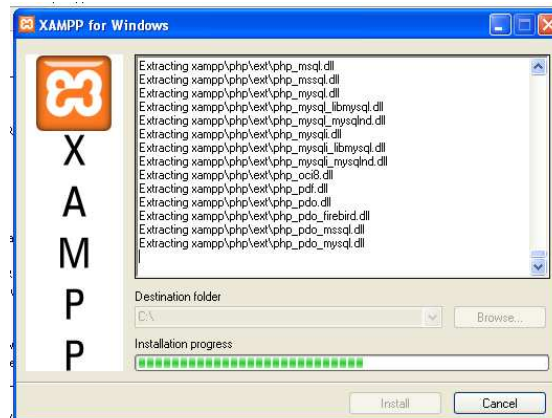 XAMPP for Windows
X
A
M
P
P
Extracting xampp\php\ext\php_msql.dll
Extracting xampp\php\ext\php_mssql.dll
Extracting xampp\php\ext\php_mysql.dll
Extracting xampp\php\ext\php_mysql_libmysql.dll
Extracting xampp\php\ext\php_mysql_mysqlnd.dll
Extracting xampp\php\ext\php_mysqli.dll
Extracting xampp\php\ext\php_mysqli_libmysql.dll
Extracting xampp\php\ext\php_mysqli_mysqlnd.dll
Extracting xampp\php\ext\php_oci8.dll
Extracting xampp\php\ext\php_pdf.dll
Extracting xampp\php\ext\php_pdo.dll
Extracting xampp\php\ext\php_pdo_firebird.dll
Extracting xampp\php\ext\php_pdo_mssql.dll
Extracting xampp\php\ext\php_pdo_mysql.dll
Destination folder
C:\
Browse...
Installation progress
Install
Cancel